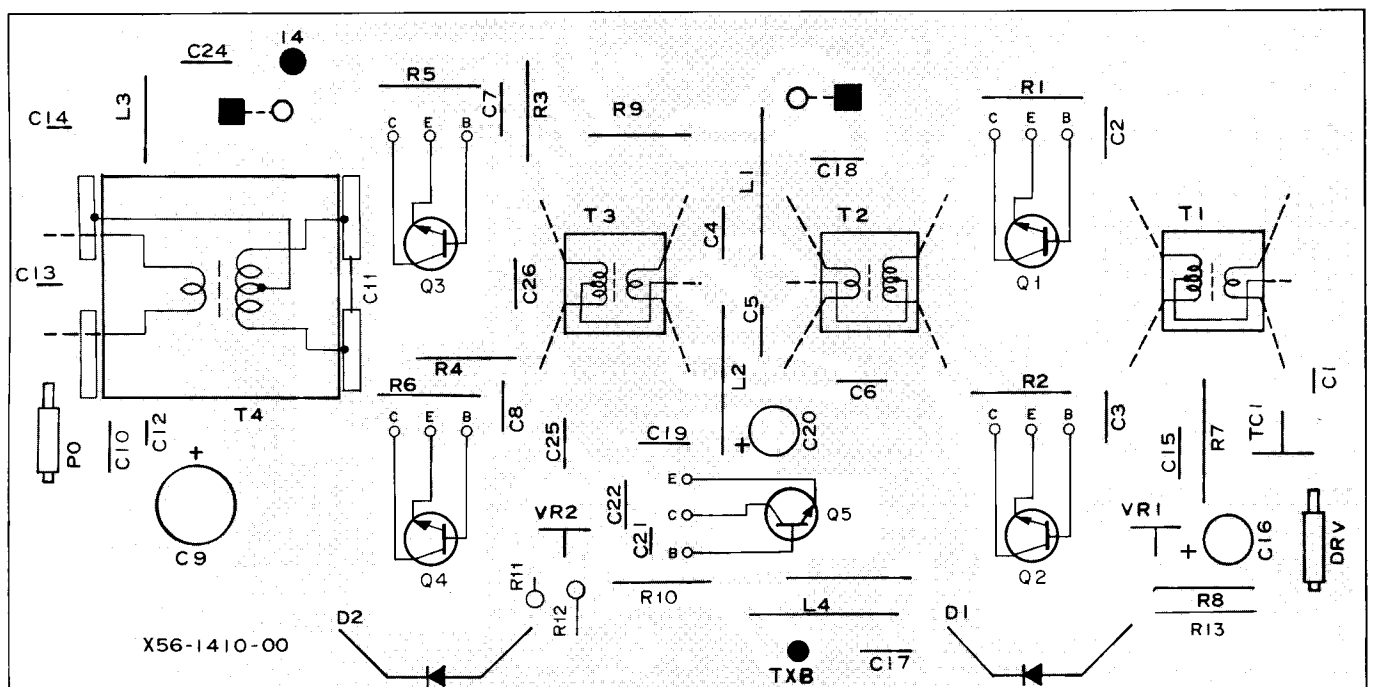 C24
14
C14
L3
R5
C7
R3
R9
C18
L1
R1
C2
C E B
C E B
T3
C4
T2
T1
C13
C11
Q3
C26
C5
Q1
R4
L2
C6
C1
T4
R6
C8
R2
C3
C E B
C E B
PO
C10
C12
+
C9
C25
C19
+
C20
C15
R7
TC1
E
C
B
C22
C21
Q5
VR2
VR1
+
C16
DRV
Q4
R11
R12
R10
Q2
L4
R8
R13
D2
D1
X56-1410-00
TXB
C17